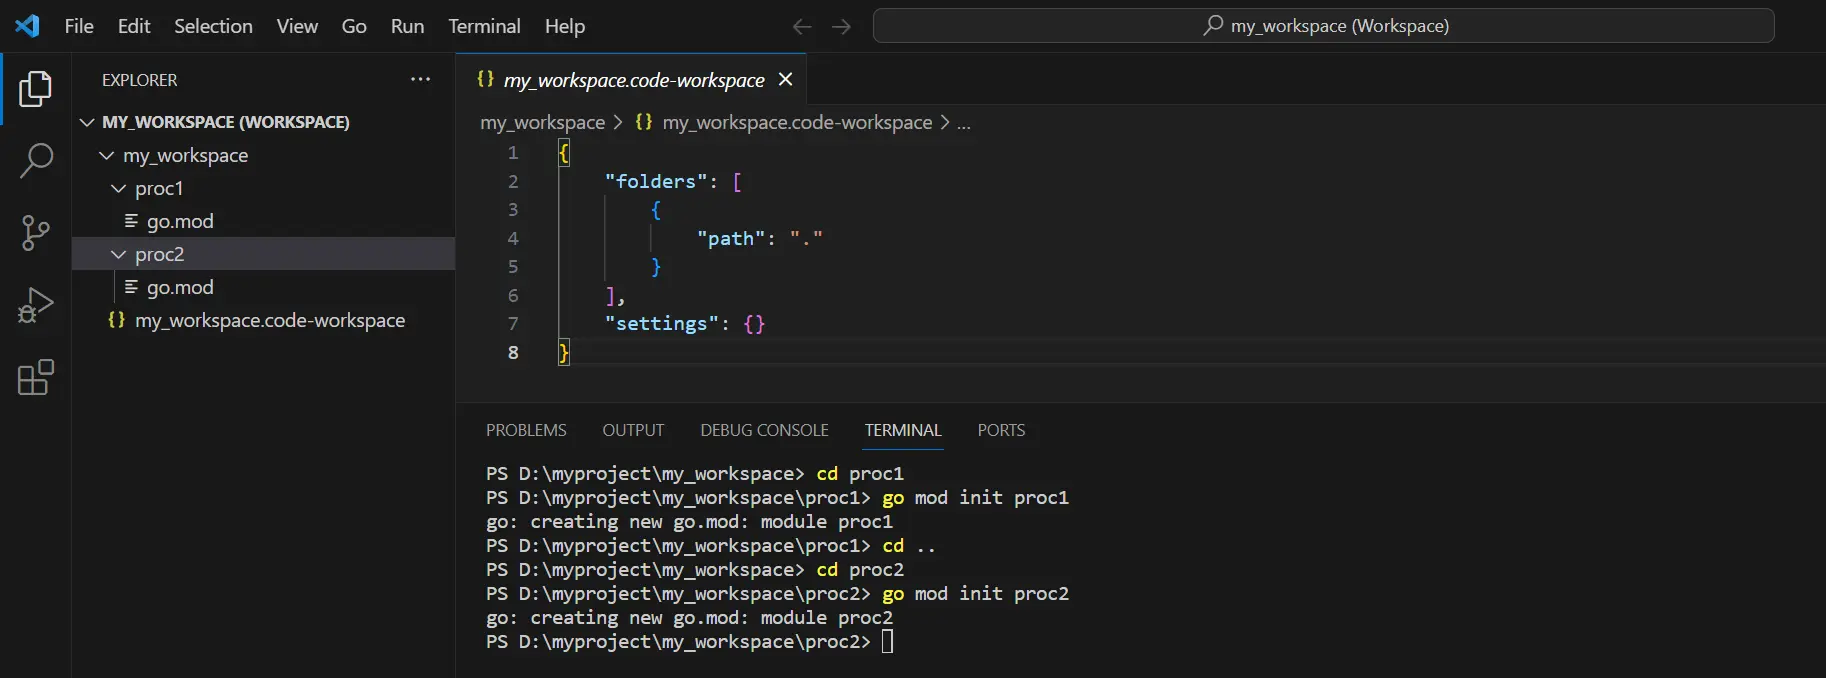 File Edit Selection View Go Run Terminal Help
my_workspace (Workspace)
EXPLORER
MY_WORKSPACE (WORKSPACE)
my_workspace
proc1
go.mod
proc2
go.mod
my_workspace.code-workspace
my_workspace.code-workspace
my_workspace > my_workspace.code-workspace > ...
1 {
2 "folders": [
3 {
4 "path": "."
5 }
6 ],
7 "settings": {}
8 }
PROBLEMS OUTPUT DEBUG CONSOLE TERMINAL PORTS
PS D:\myproject\my_workspace> cd proc1
PS D:\myproject\my_workspace\proc1> go mod init proc1
go: creating new go.mod: module proc1
PS D:\myproject\my_workspace\proc1> cd ..
PS D:\myproject\my_workspace> cd proc2
PS D:\myproject\my_workspace\proc2> go mod init proc2
go: creating new go.mod: module proc2
PS D:\myproject\my_workspace\proc2>